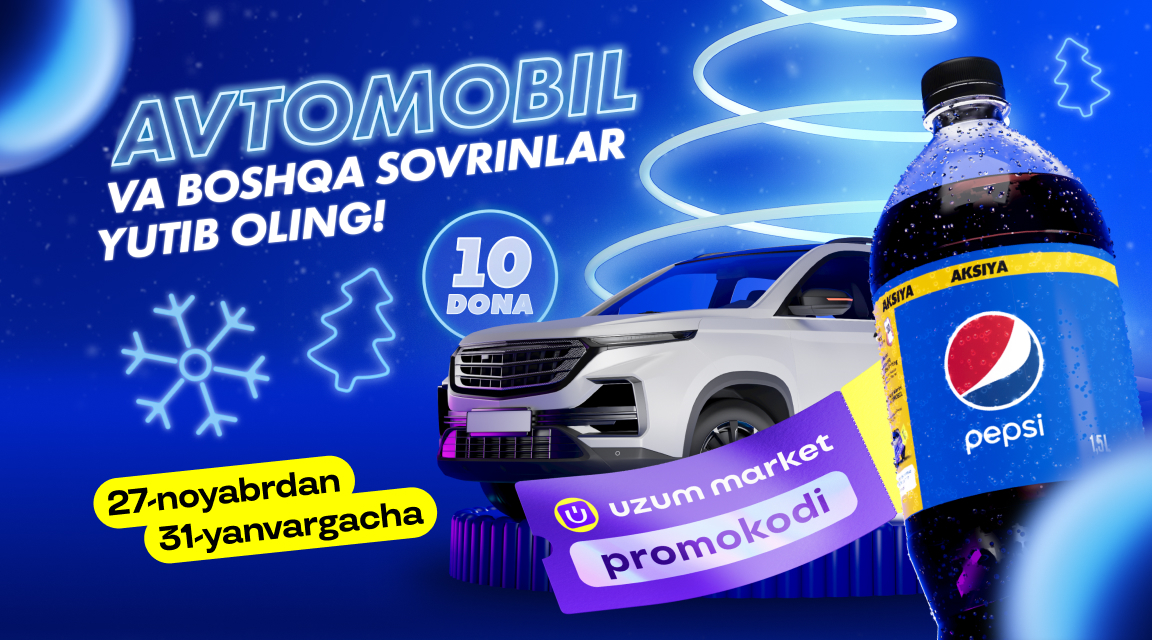 AVTOMOBIL
VA BOSHQA SOVRINLAR
YUTIB OLING!
10
DONA
27-noyabrdan
31-yanvargacha
uzum market
promokodi
AKSIYA
AKSIYA
pepsi
1,5L